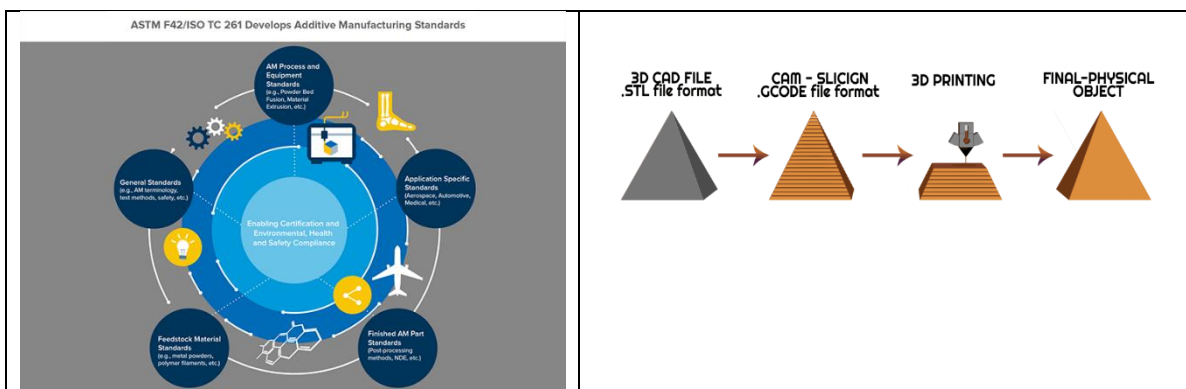 ASTM F42/ISO TC 261 Develops Additive Manufacturing Standards
AM Process and
Equipment
Standards
(e.g., Powder Bed
Fusion, Material
Extrusion, etc.)
General Standards
(e.g., AM terminology,
test methods, safety, etc.)
Application Specific
Standards
(Aerospace, Automotive,
Medical, etc.)
Enabling Certification and
Environmental, Health
and Safety Compliance
Feedstock Material
Standards
(e.g., metal powders,
polymer filaments, etc.)
Finished AM Part
Standards
(Post-processing
methods, NDE, etc.)
3D CAD FILE
.STL file format
CAM - SLICIGN
.GCODE file format
3D PRINTING
FINAL-PHYSICAL
OBJECT